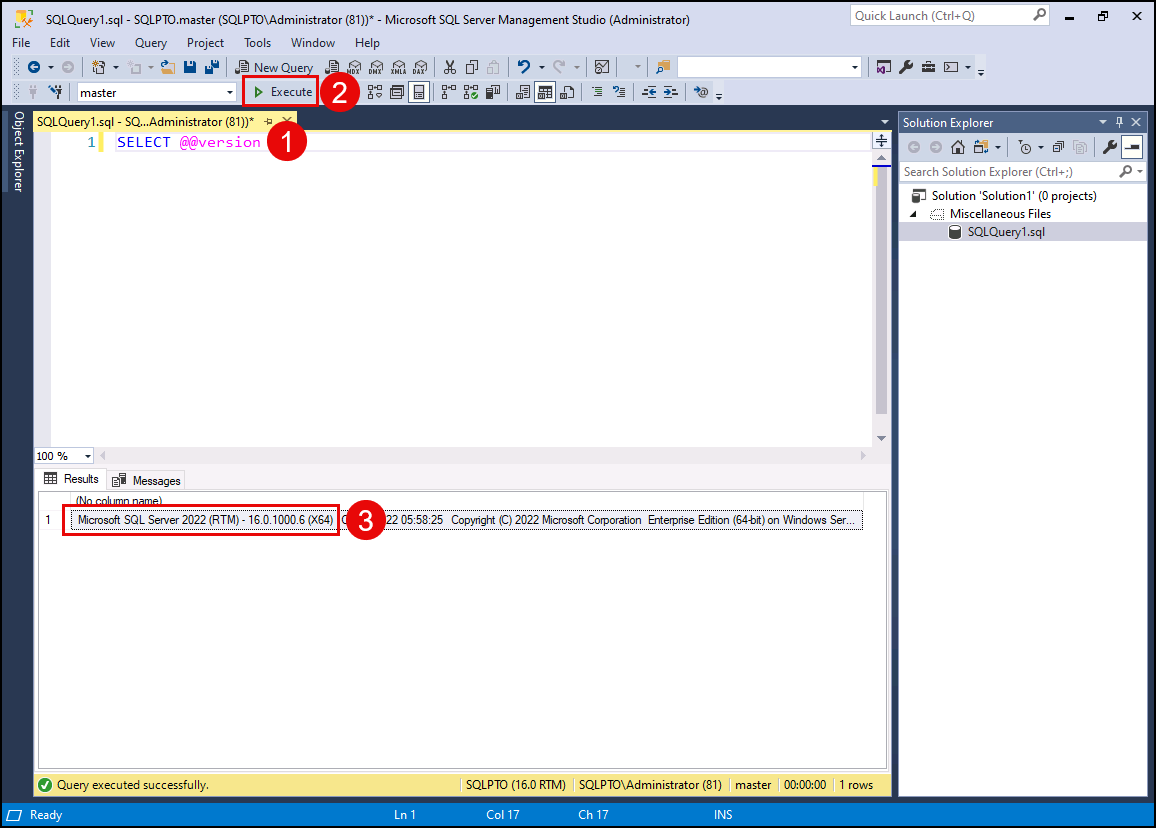 SQLQuery1.sql - SQLPTO.master (SQLPTO\Administrator (81))* - Microsoft SQL Server Management Studio (Administrator)
Quick Launch (Ctrl+Q)
File Edit View Query Project Tools Window Help
New Query MDX DMX XMLA DAX
master Execute 2
Object Explorer
SQLQuery1.sql - SQ...Administrator (81))*
1 SELECT @@version 1
Solution Explorer
Search Solution Explorer (Ctrl+;)
Solution 'Solution1' (0 projects)
Miscellaneous Files
SQLQuery1.sql
100 %
Results Messages
(No column name)
1 Microsoft SQL Server 2022 (RTM) - 16.0.1000.6 (X64) 3 22 05:58:25 Copyright (C) 2022 Microsoft Corporation Enterprise Edition (64-bit) on Windows Ser...
Query executed successfully. SQLPTO (16.0 RTM) SQLPTO\Administrator (81) master 00:00:00 1 rows
Ready Ln 1 Col 17 Ch 17 INS